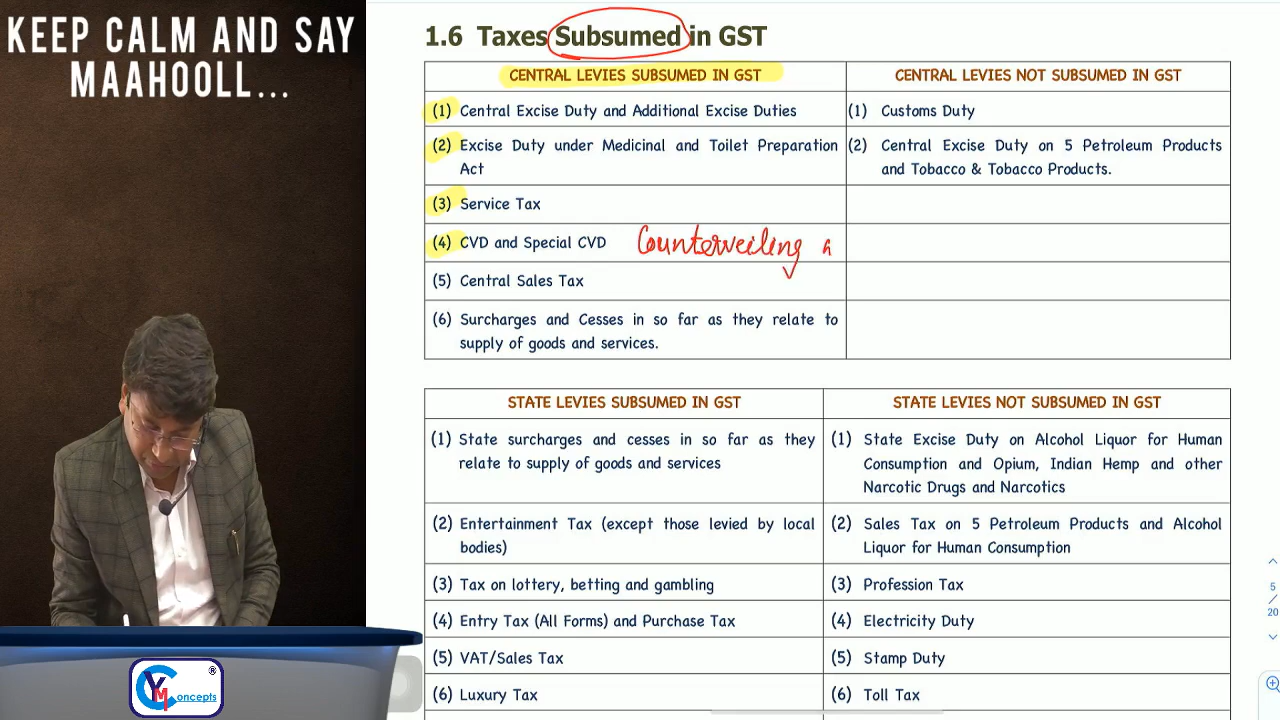 KEEP CALM AND SAY
MAAHOOLL...
1.6 Taxes Subsumed in GST
CENTRAL LEVIES SUBSUMED IN GST
CENTRAL LEVIES NOT SUBSUMED IN GST
(1) Central Excise Duty and Additional Excise Duties
(1) Customs Duty
(2) Excise Duty under Medicinal and Toilet Preparation
Act
(2) Central Excise Duty on 5 Petroleum Products
and Tobacco & Tobacco Products.
(3) Service Tax
(4) CVD and Special CVD
Counterveiling
(5) Central Sales Tax
(6) Surcharges and Cesses in so far as they relate to
supply of goods and services.
STATE LEVIES SUBSUMED IN GST
STATE LEVIES NOT SUBSUMED IN GST
(1) State surcharges and cesses in so far as they
relate to supply of goods and services
(1) State Excise Duty on Alcohol Liquor for Human
Consumption and Opium, Indian Hemp and other
Narcotic Drugs and Narcotics
(2) Entertainment Tax (except those levied by local
bodies)
(2) Sales Tax on 5 Petroleum Products and Alcohol
Liquor for Human Consumption
(3) Tax on lottery, betting and gambling
(3) Profession Tax
(4) Entry Tax (All Forms) and Purchase Tax
(4) Electricity Duty
(5) VAT/Sales Tax
(5) Stamp Duty
(6) Luxury Tax
(6) Toll Tax
5
/
20
YM Concepts ®